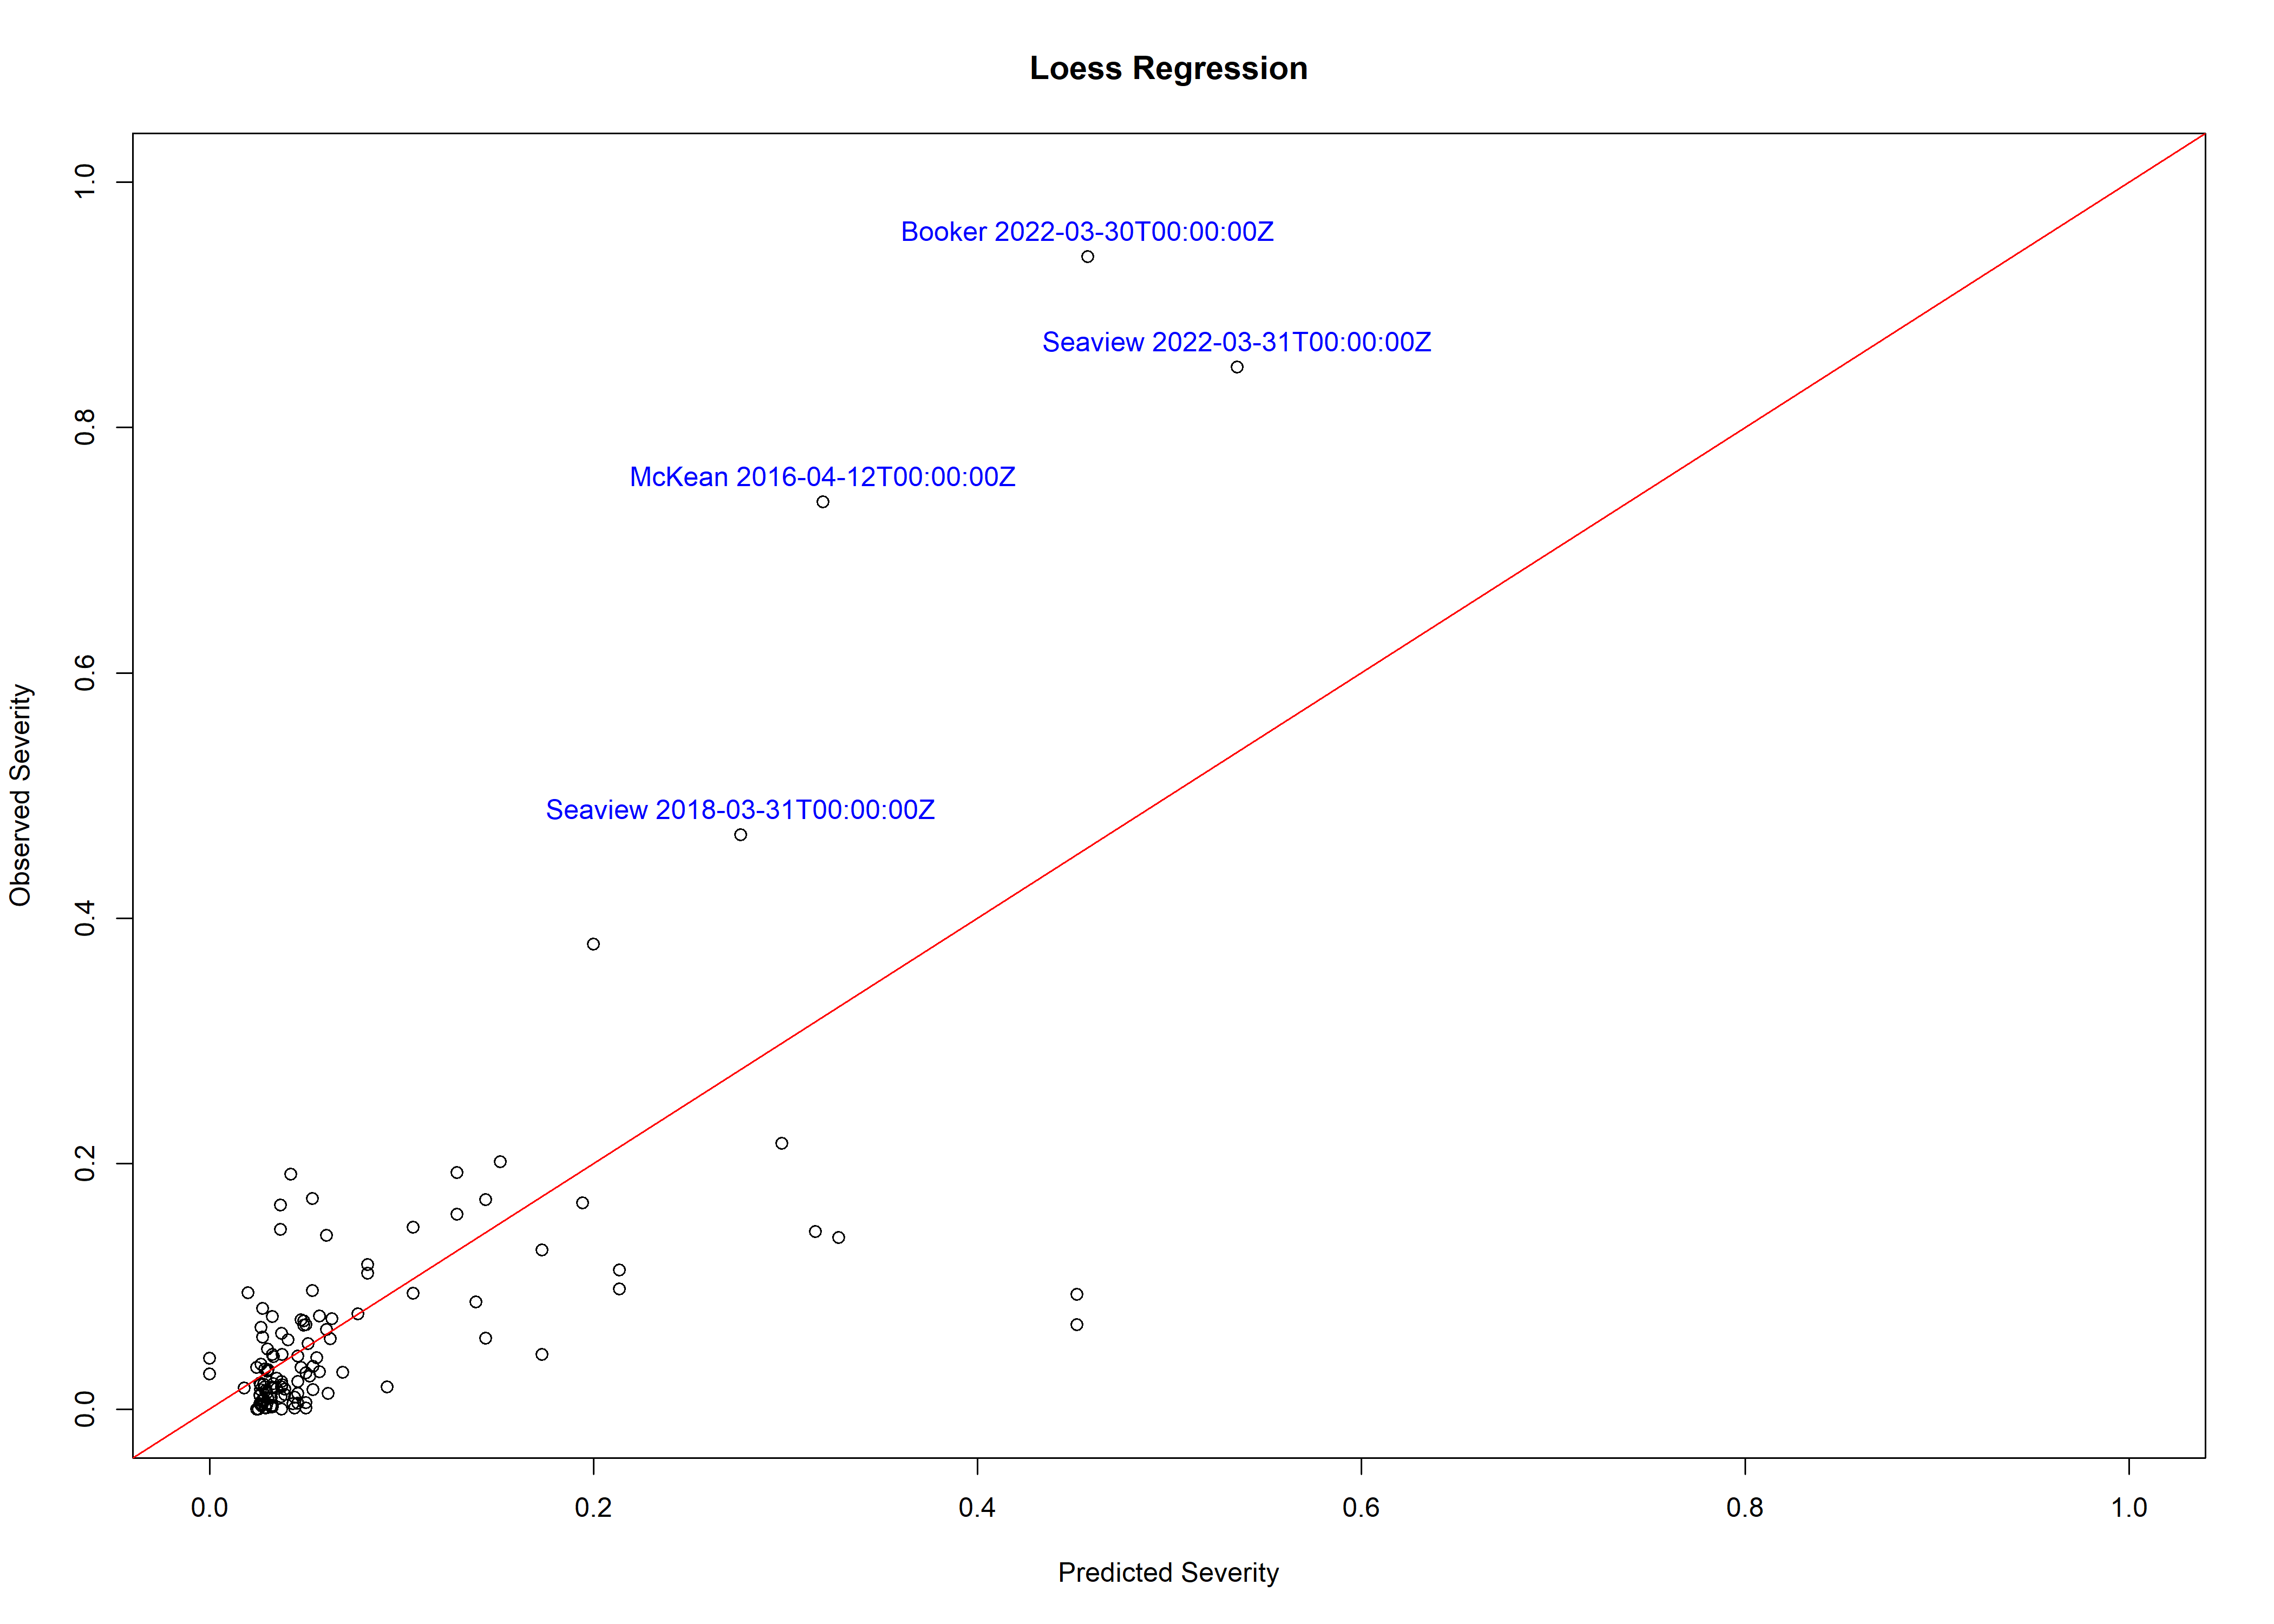 Loess Regression
Booker 2022-03-30T00:00:00Z
Seaview 2022-03-31T00:00:00Z
McKean 2016-04-12T00:00:00Z
Seaview 2018-03-31T00:00:00Z
Observed Severity
1.0
0.8
0.6
0.4
0.2
0.0
0.0 0.2 0.4 0.6 0.8 1.0
Predicted Severity